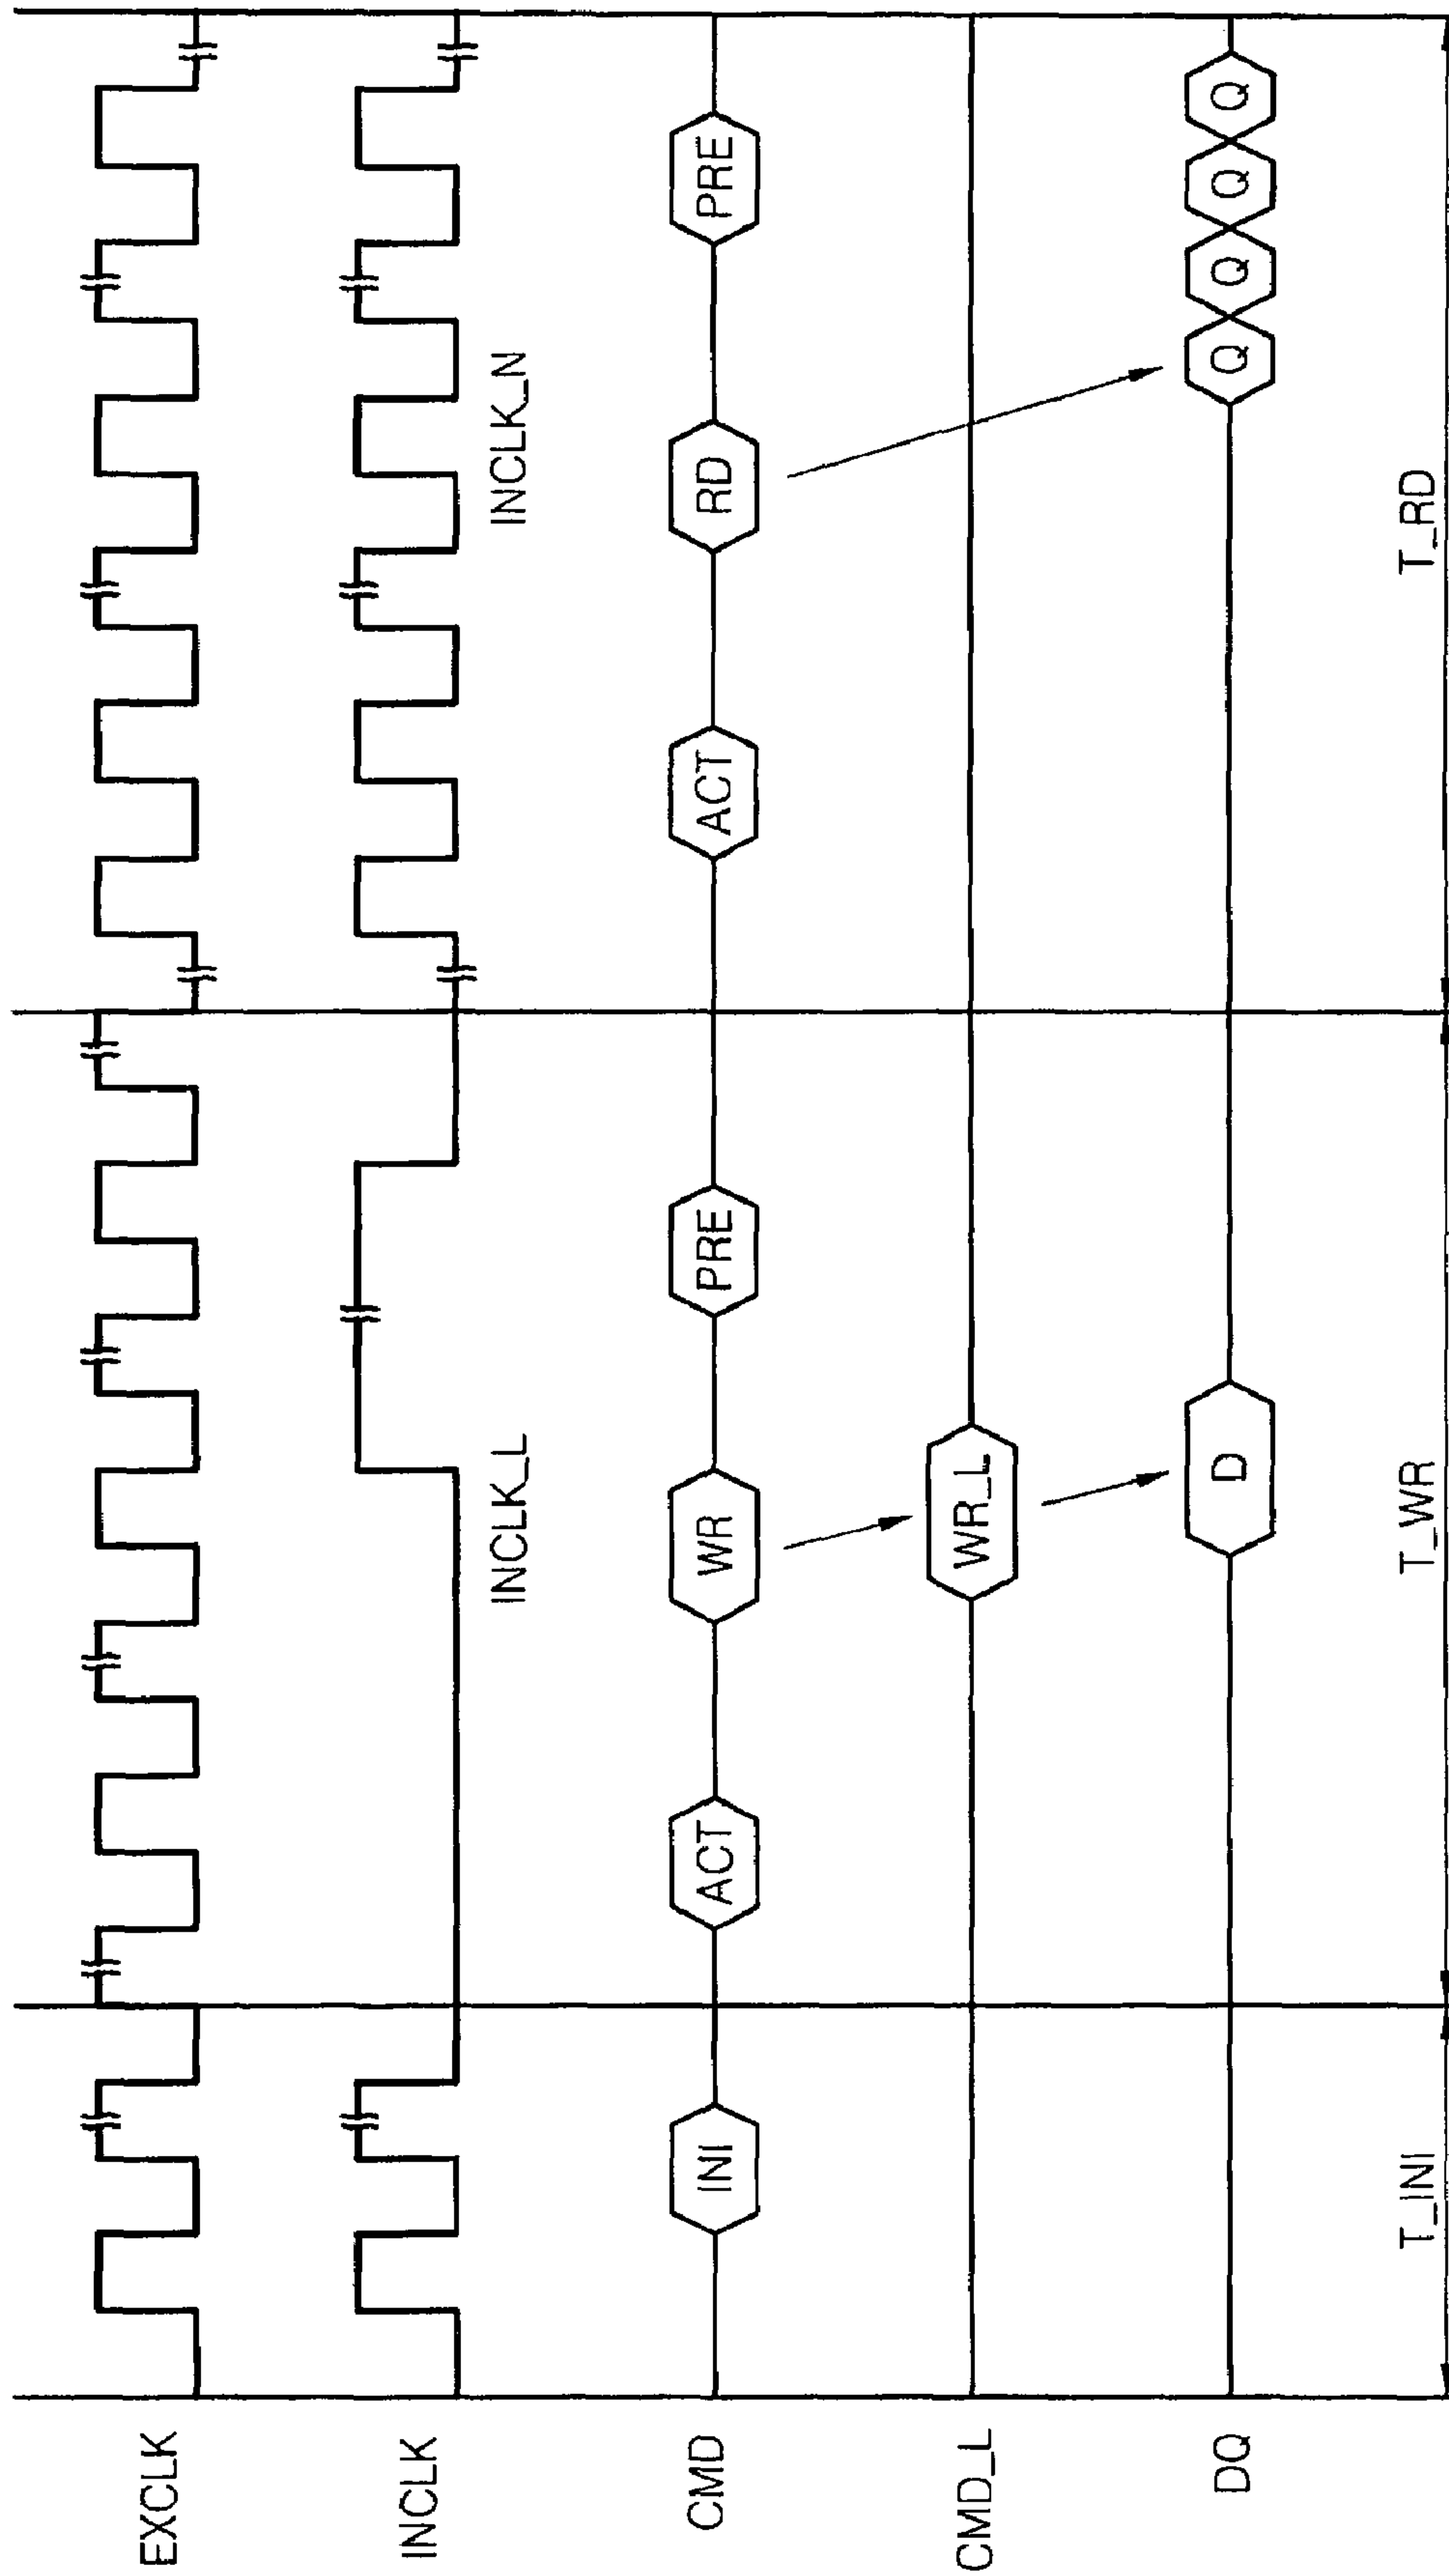 EXCLK
INCLK
INCLK_L
INCLK_N
CMD
INI
ACT
WR
PRE
ACT
RD
PRE
CMD_L
WR_L
DQ
D
Q
Q
Q
Q
T_INI
T_WR
T_RD